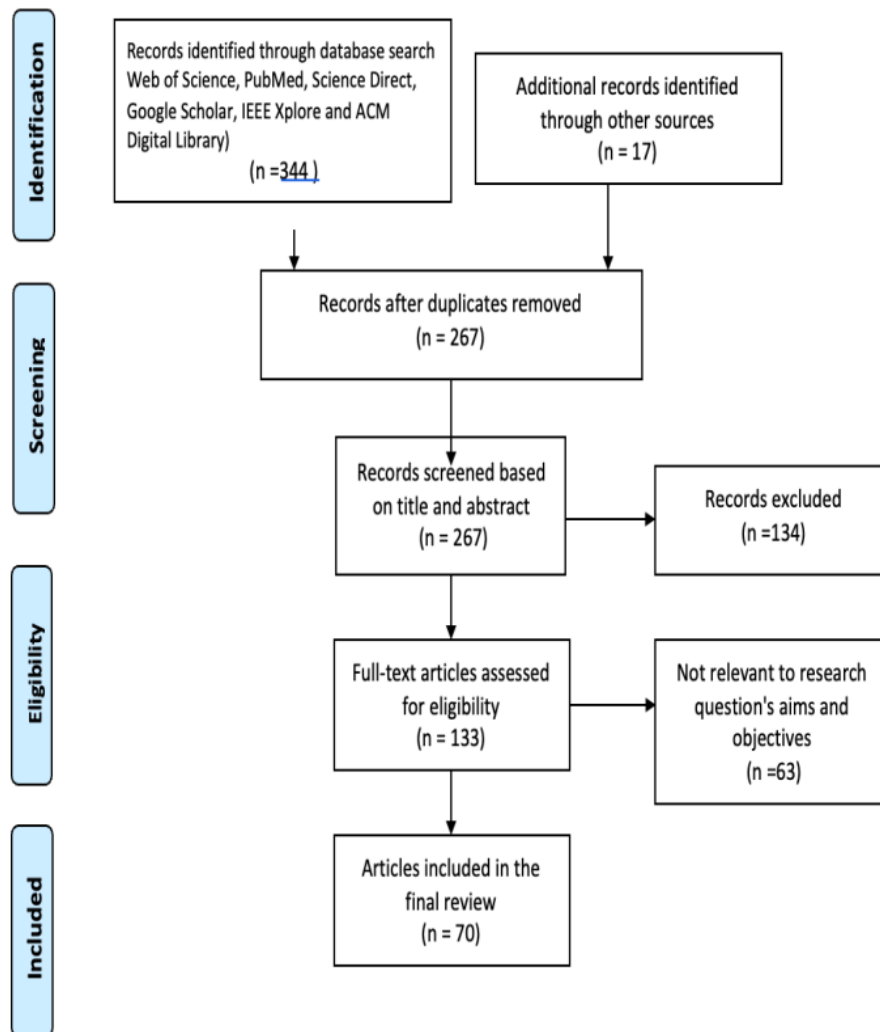 Identification
Records identified through database search
Web of Science, PubMed, Science Direct,
Google Scholar, IEEE Xplore and ACM
Digital Library)
(n =344 )
Additional records identified
through other sources
(n = 17)
Screening
Records after duplicates removed
(n = 267)
Records screened based
on title and abstract
(n = 267)
Records excluded
(n =134)
Eligibility
Full-text articles assessed
for eligibility
(n = 133)
Not relevant to research
question's aims and
objectives
(n =63)
Included
Articles included in the
final review
(n = 70)